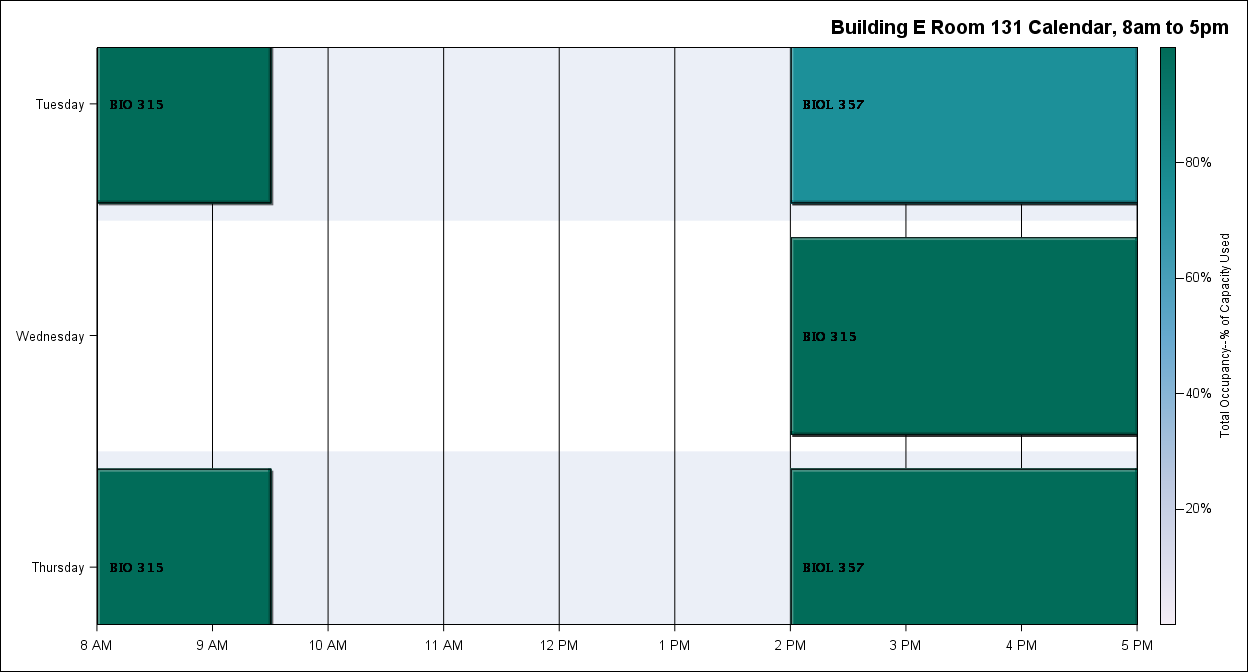 Building E Room 131 Calendar, 8am to 5pm
Tuesday
BIO 315
BIOL 357
Wednesday
BIO 315
Thursday
BIO 315
BIOL 357
8 AM
9 AM
10 AM
11 AM
12 PM
1 PM
2 PM
3 PM
4 PM
5 PM
80%
60%
40%
20%
Total Occupancy--% of Capacity Used